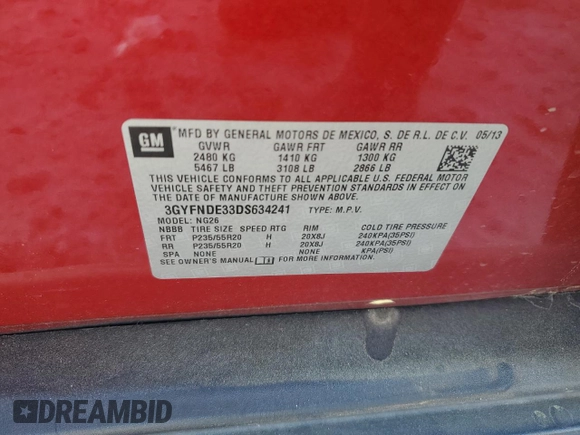 GM
*MFD BY GENERAL MOTORS DE MEXICO, S. DE R.L. DE C.V. 05/13
GVWR GAWR FRT GAWR RR
2480 KG 1410 KG 1300 KG
5467 LB 3108 LB 2866 LB
THIS VEHICLE CONFORMS TO ALL APPLICABLE U.S. FEDERAL MOTOR
VEHICLE SAFETY AND THEFT PREVENTION STANDARDS IN EFFECT ON
THE DATE OF MANUFACTURE SHOWN ABOVE.
3GYFNDE33DS634241 TYPE: M.P.V.
MODEL: NG26
NBBB TIRE SIZE SPEED RTG RIM COLD TIRE PRESSURE
FRT P235/55R20 H 20X8J 240KPA(35PSI)
RR P235/55R20 H 20X8J 240KPA(35PSI)
SPA NONE NONE KPA(PSI)
SEE OWNER'S MANUAL FOR ADDITIONAL INFORMATION.
DREAMBID